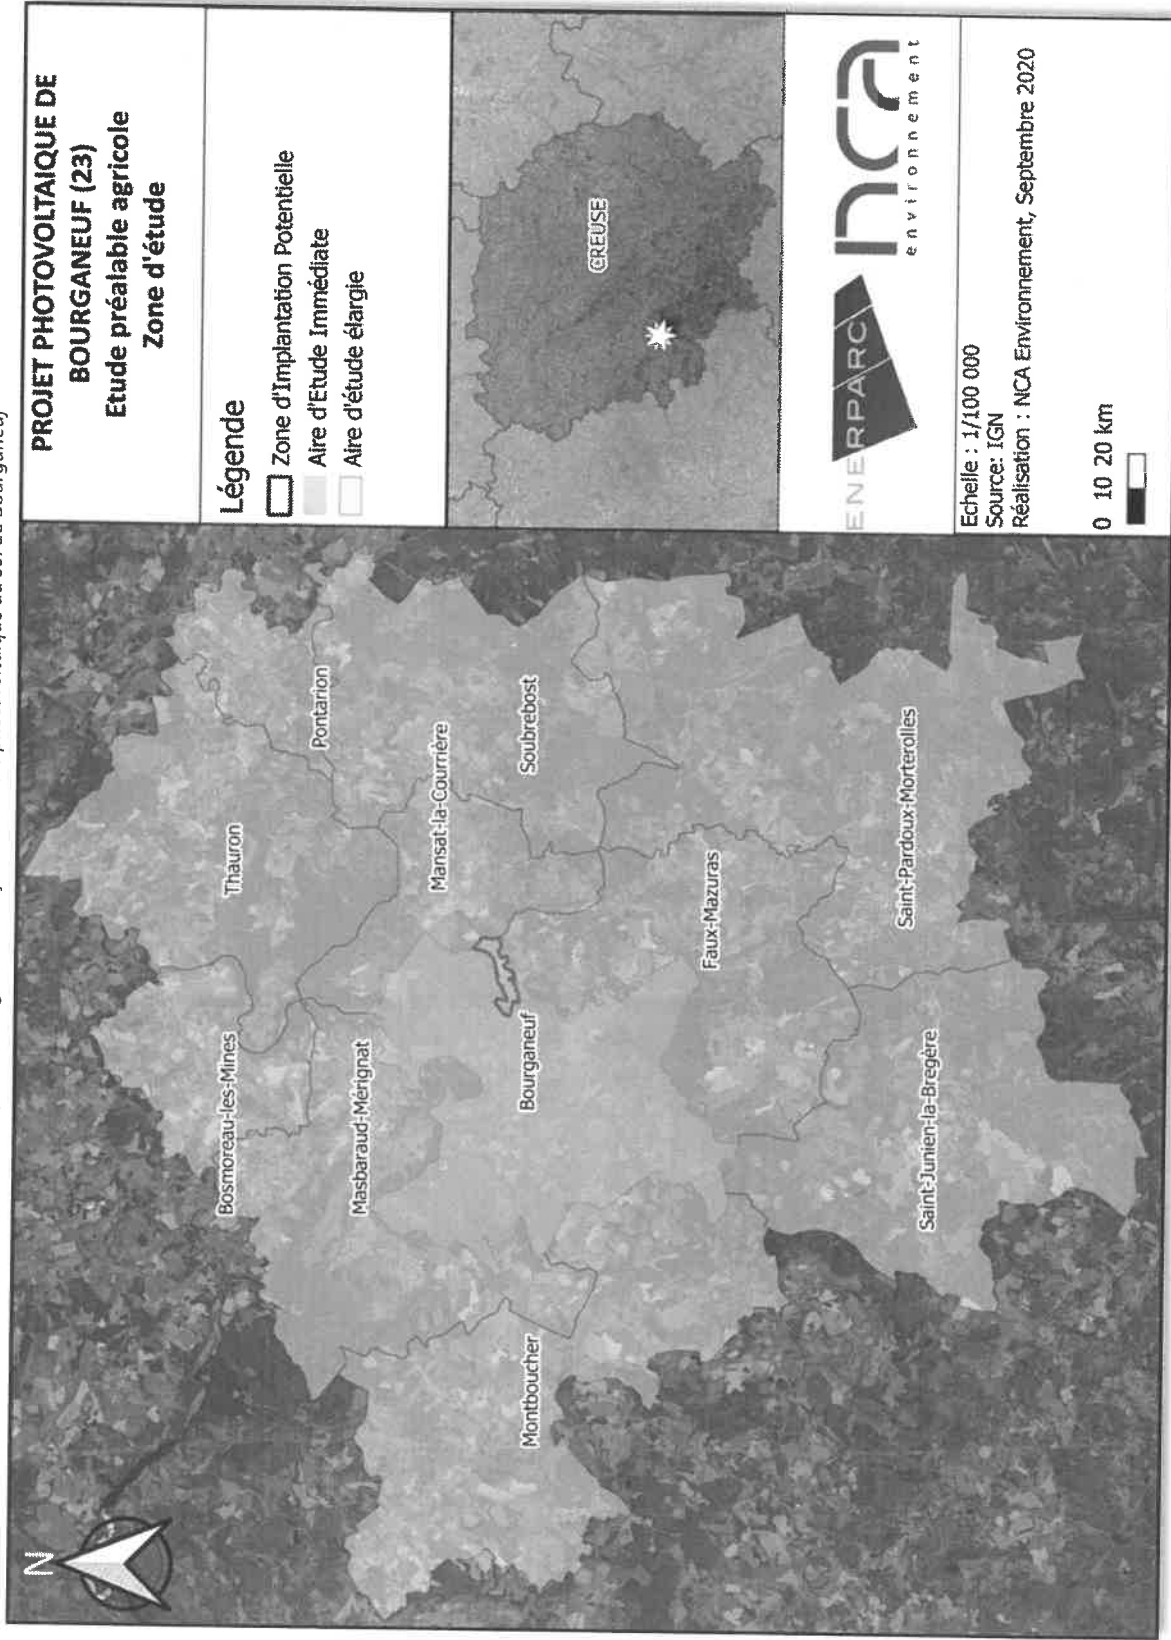 PROJET PHOTOVOLTAIQUE DE
BOURGANEUF (23)
Etude préalable agricole
Zone d'étude
Légende
Zone d'Implantation Potentielle
Aire d'Etude Immédiate
Aire d'étude élargie
CREUSE
ENERPARC
nca
environnement
Echelle : 1/100 000
Source: IGN
Réalisation : NCA Environnement, Septembre 2020
0 10 20 km
N
Thauron
Pontarion
Bosmoreau-les-Mines
Masbaraud-Mérignat
Mansat-la-Courrière
Soubrebost
Bourganeuf
Montboucher
Faux-Mazuras
Saint-Pardoux-Morterolles
Saint-Junien-la-Bregère